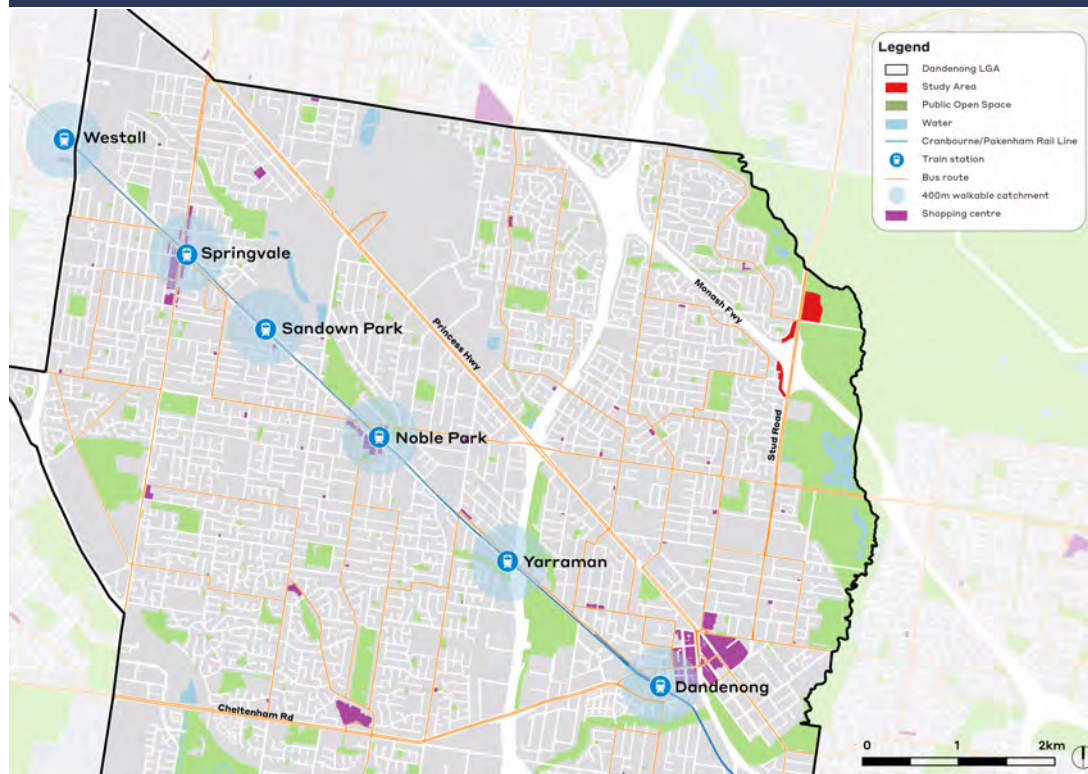 Legend
Dandenong LGA
Study Area
Public Open Space
Water
Cranbourne/Pakenham Rail Line
Train station
Bus route
400m walkable catchment
Shopping centre
Westall
Springvale
Sandown Park
Noble Park
Yarraman
Dandenong
Princess Hwy
Monash Fwy
Stud Road
Cheltenham Rd
0 1 2km